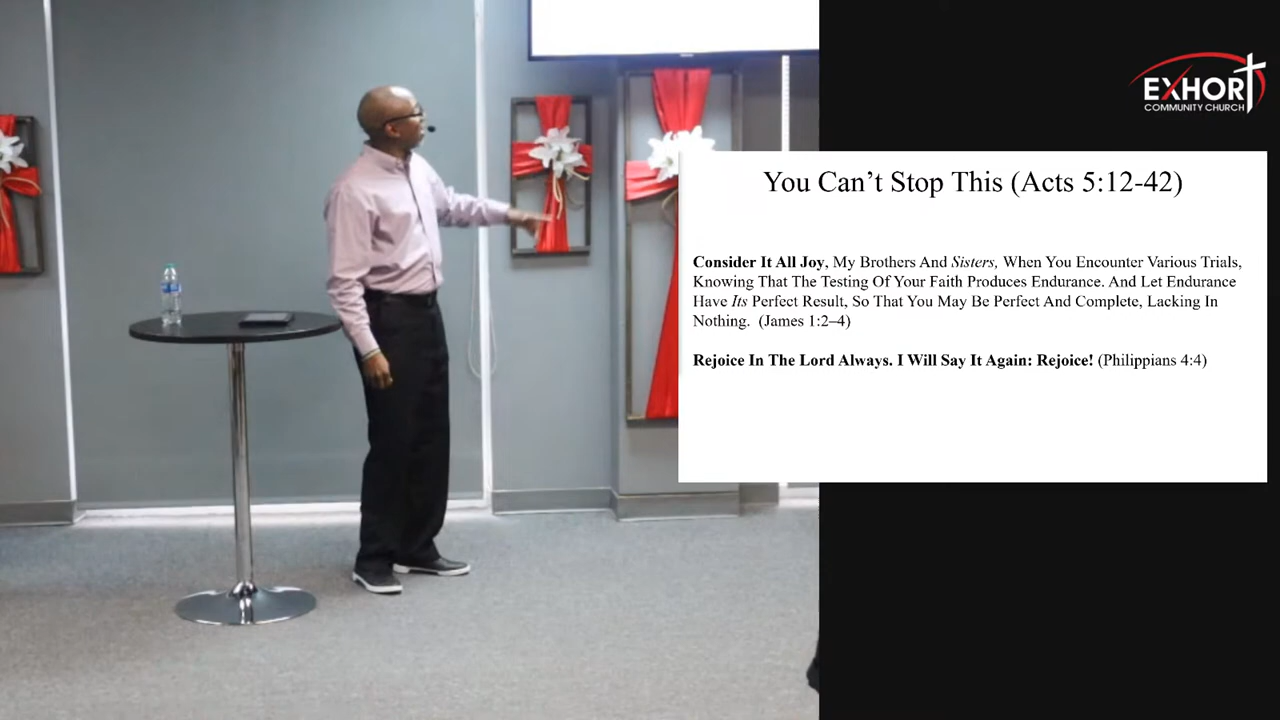 EXHORT
COMMUNITY CHURCH
You Can’t Stop This (Acts 5:12-42)
Consider It All Joy, My Brothers And Sisters, When You Encounter Various Trials,
Knowing That The Testing Of Your Faith Produces Endurance. And Let Endurance
Have Its Perfect Result, So That You May Be Perfect And Complete, Lacking In
Nothing.  (James 1:2–4)
Rejoice In The Lord Always. I Will Say It Again: Rejoice! (Philippians 4:4)